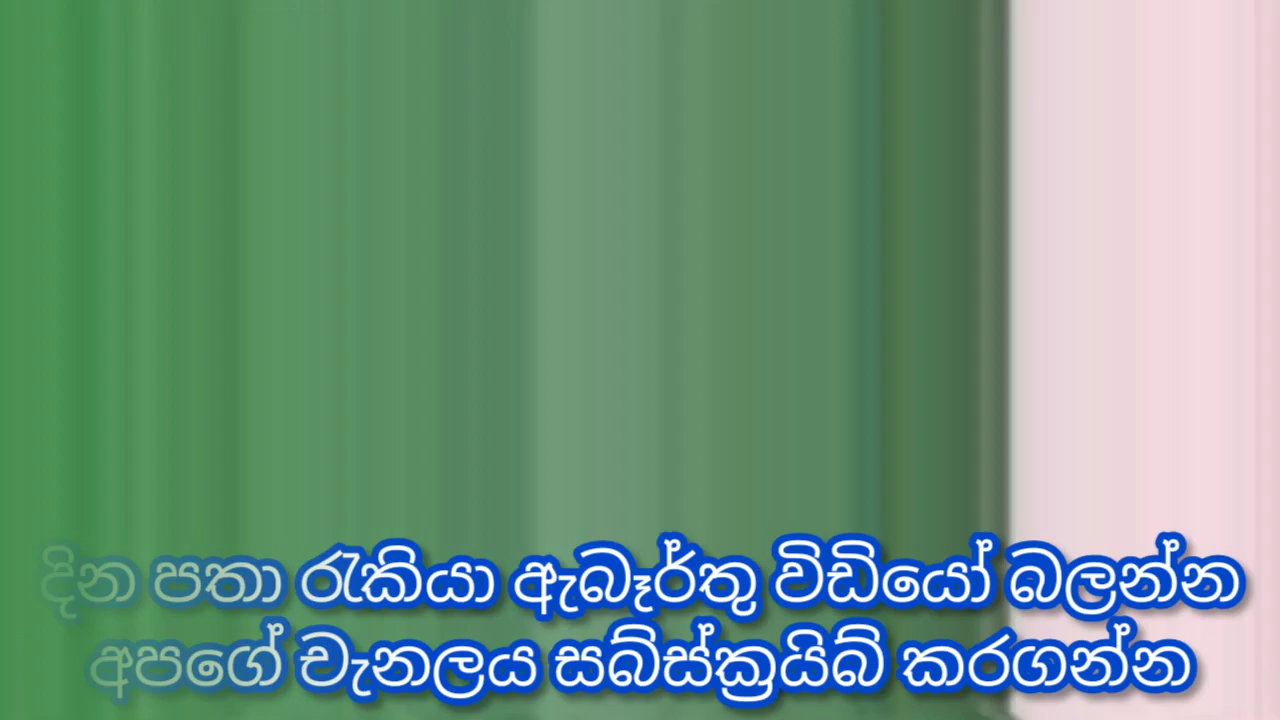 දින පතා රැකියා ඇබෑර්තු විඩියෝ බලන්න
අපගේ චැනලය සබ්ස්ක්‍රයිබ් කරගන්න